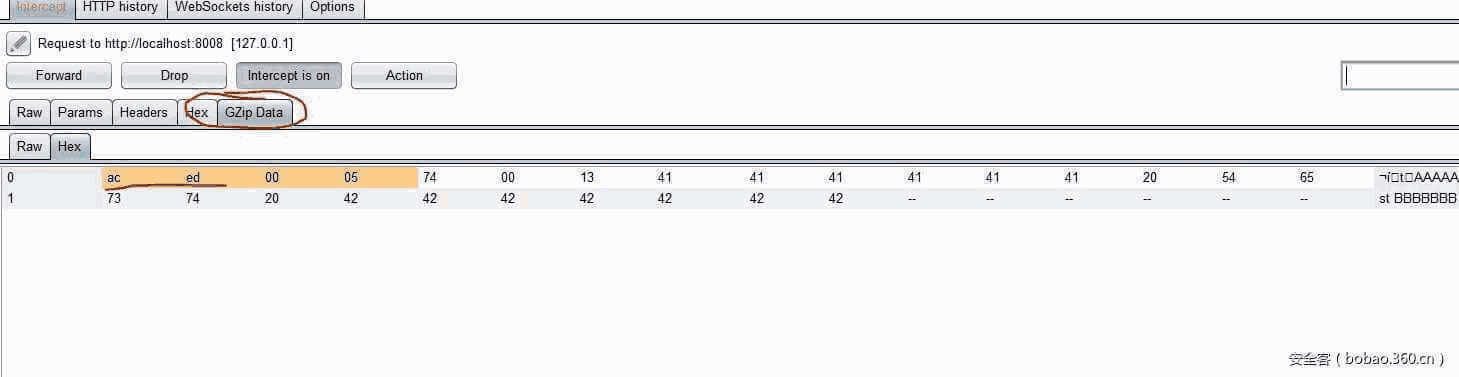 Intercept HTTP history WebSockets history Options
Request to http://localhost:8008 [127.0.0.1]
Forward Drop Intercept is on Action
Raw Params Headers Hex GZip Data
Raw Hex
0 ac ed 00 05 74 00 13 41 41 41 41 41 41 20 54 65 ¬í□t□AAAAA
1 73 74 20 42 42 42 42 42 42 42 -- -- -- -- -- -- st BBBBBBB
安全客（bobao.360.cn）